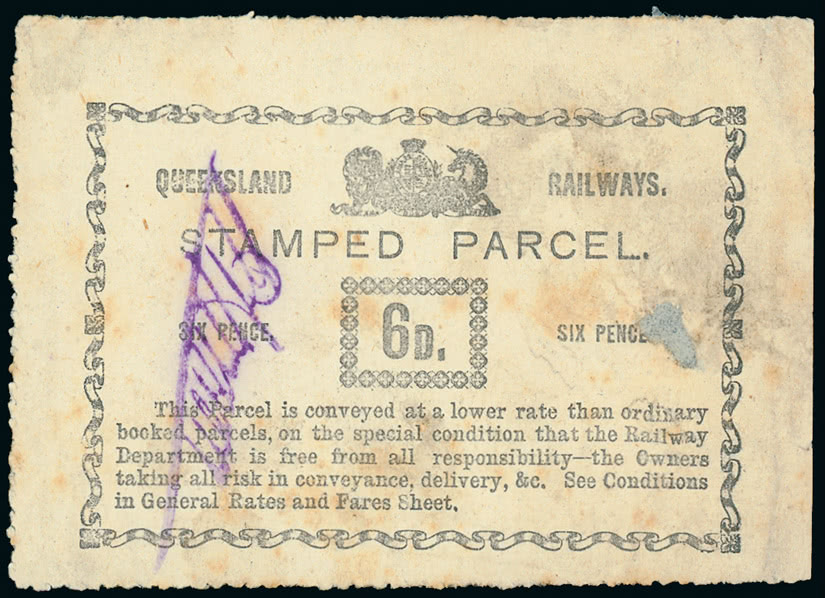 QUEENSLAND RAILWAYS.
STAMPED PARCEL.
SIX PENCE. 6D. SIX PENCE
This Parcel is conveyed at a lower rate than ordinary
booked parcels, on the special condition that the Railway
Department is free from all responsibility—the Owners
taking all risk in conveyance, delivery, &c. See Conditions
in General Rates and Fares Sheet.